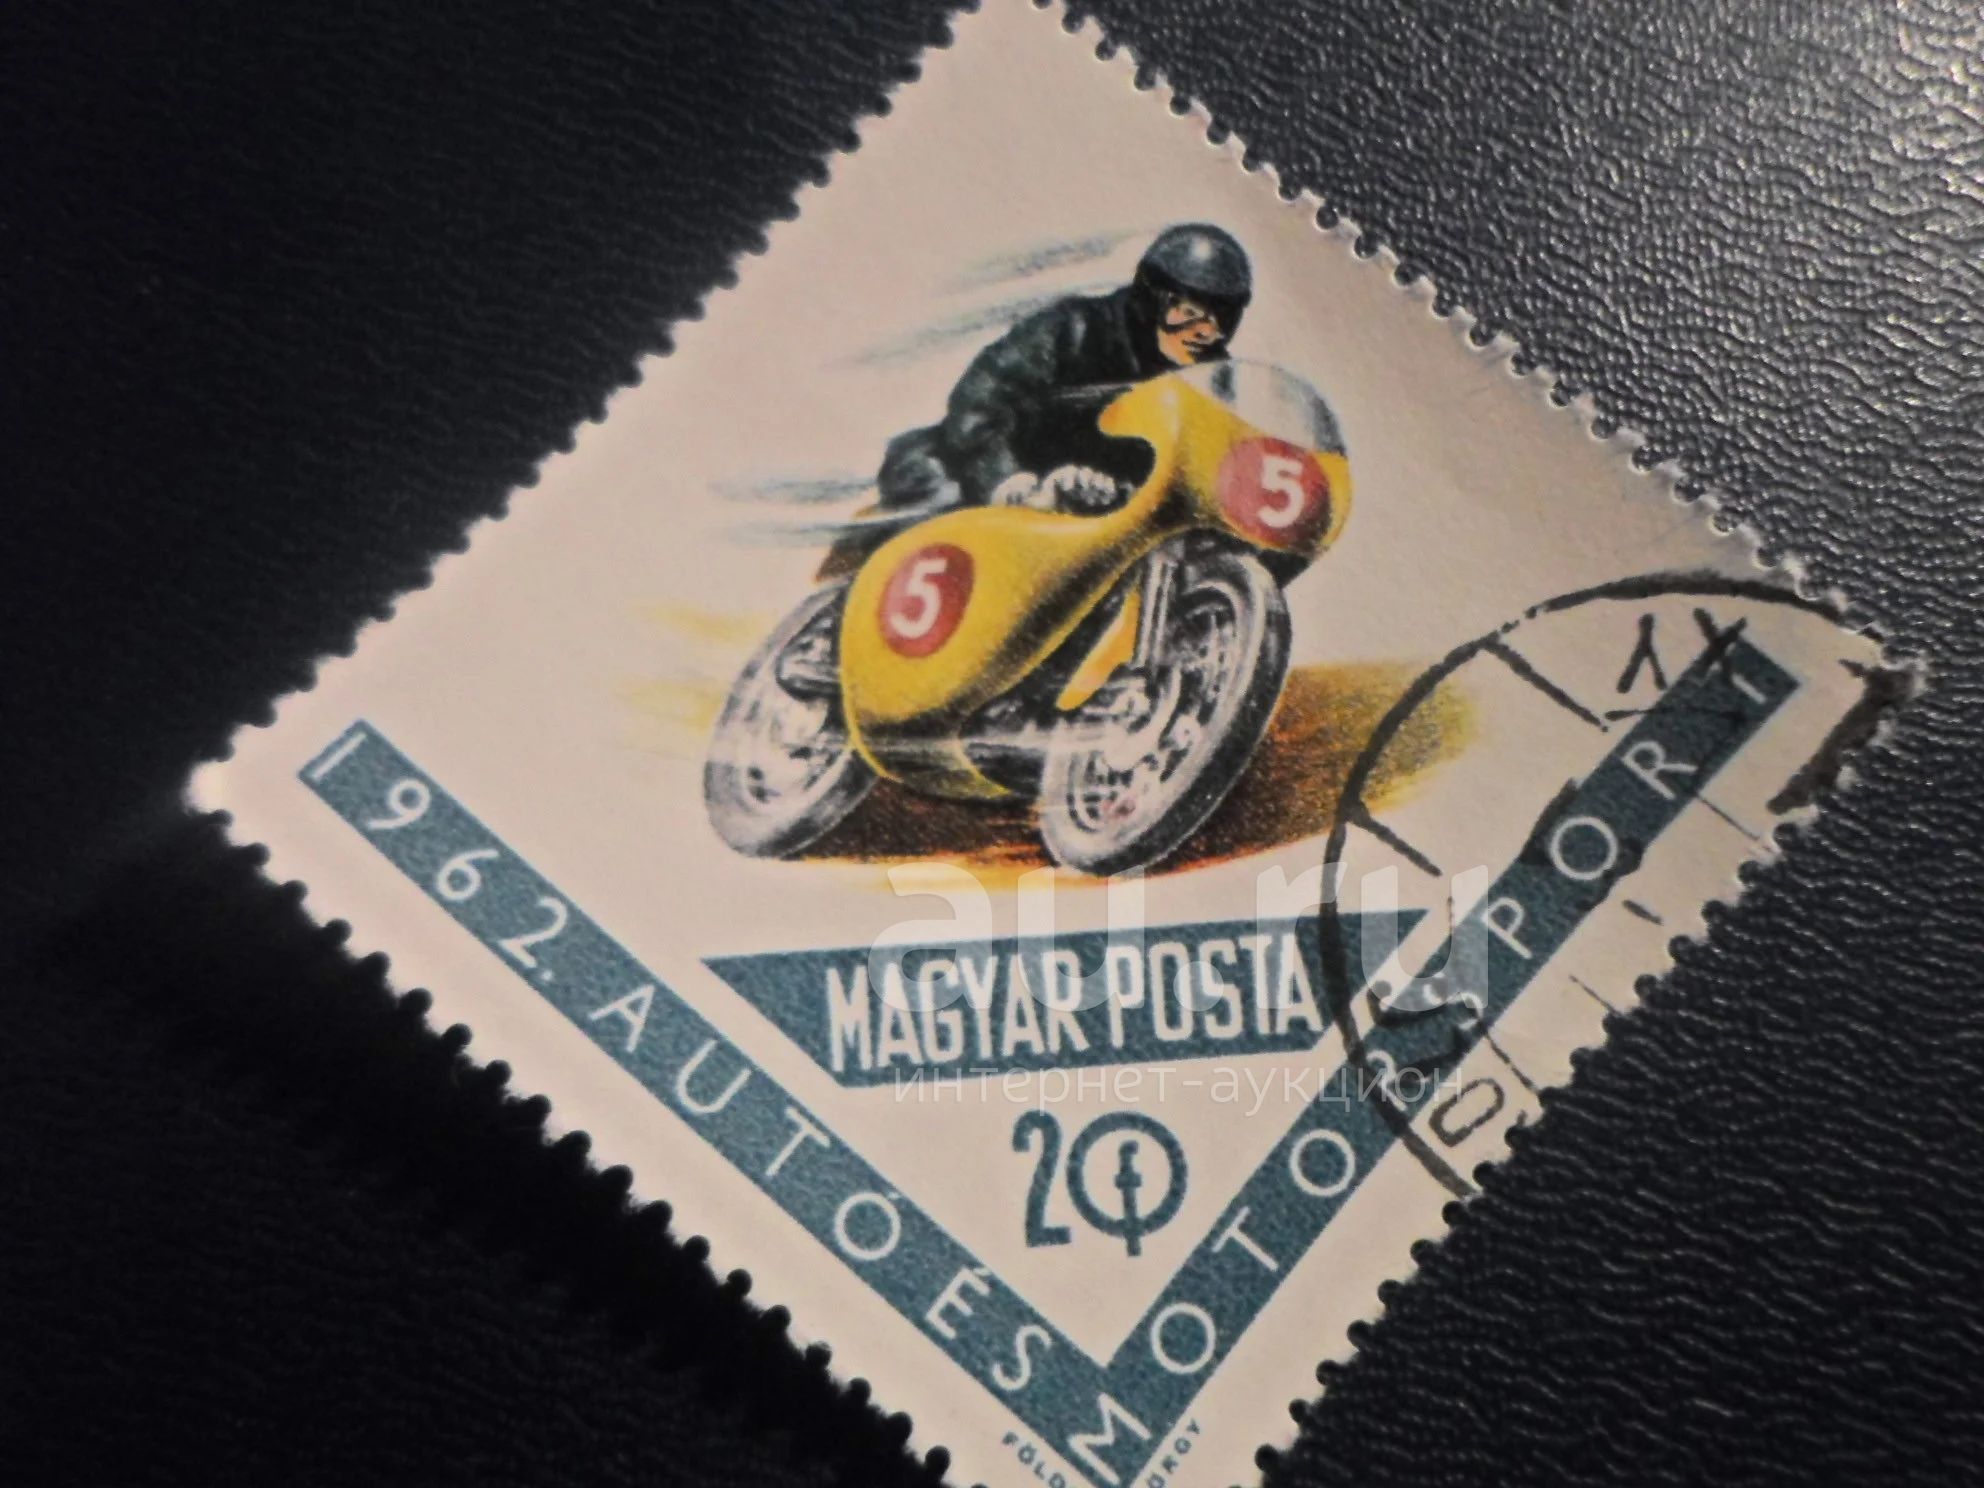 5
5
1962. AUTÓ ÉS
MOTORSPORT
MAGYAR POSTA
20f
au.ru
интернет-аукцион